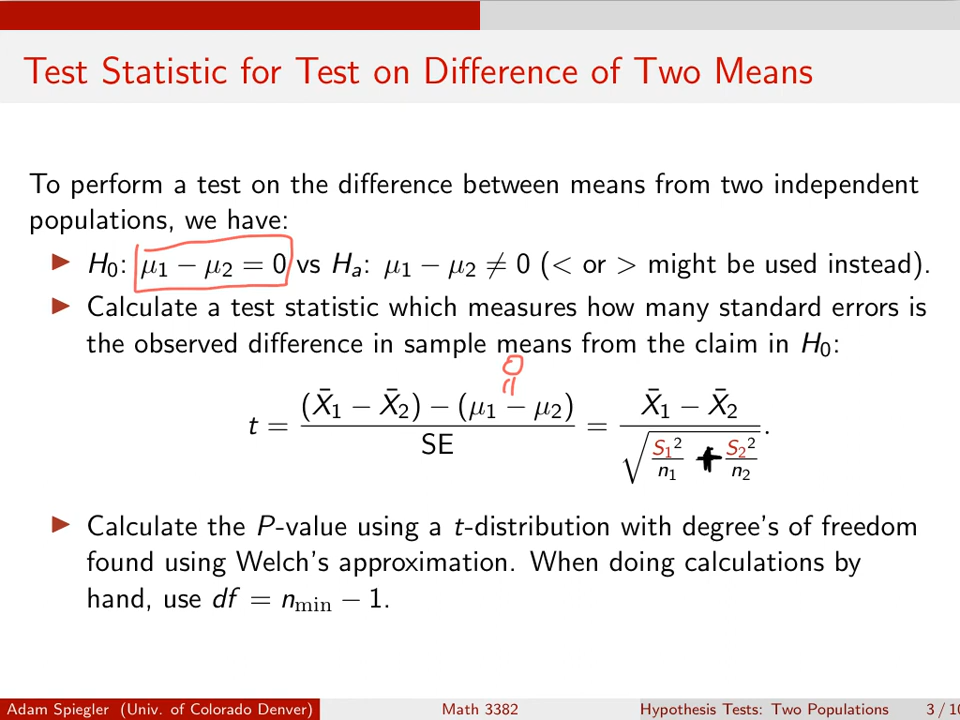 Test Statistic for Test on Difference of Two Means
To perform a test on the difference between means from two independent
populations, we have:
▶ H₀: μ₁ − μ₂ = 0 vs Hₐ: μ₁ − μ₂ ≠ 0 (< or > might be used instead).
▶ Calculate a test statistic which measures how many standard errors is
the observed difference in sample means from the claim in H₀:
0
=
t = ((X̄₁ − X̄₂) − (μ₁ − μ₂)) / SE = (X̄₁ − X̄₂) / √(S₁²/n₁ + S₂²/n₂).
▶ Calculate the P-value using a t-distribution with degree's of freedom
found using Welch's approximation. When doing calculations by
hand, use df = n_min − 1.
Adam Spiegler (Univ. of Colorado Denver) Math 3382 Hypothesis Tests: Two Populations 3 / 10